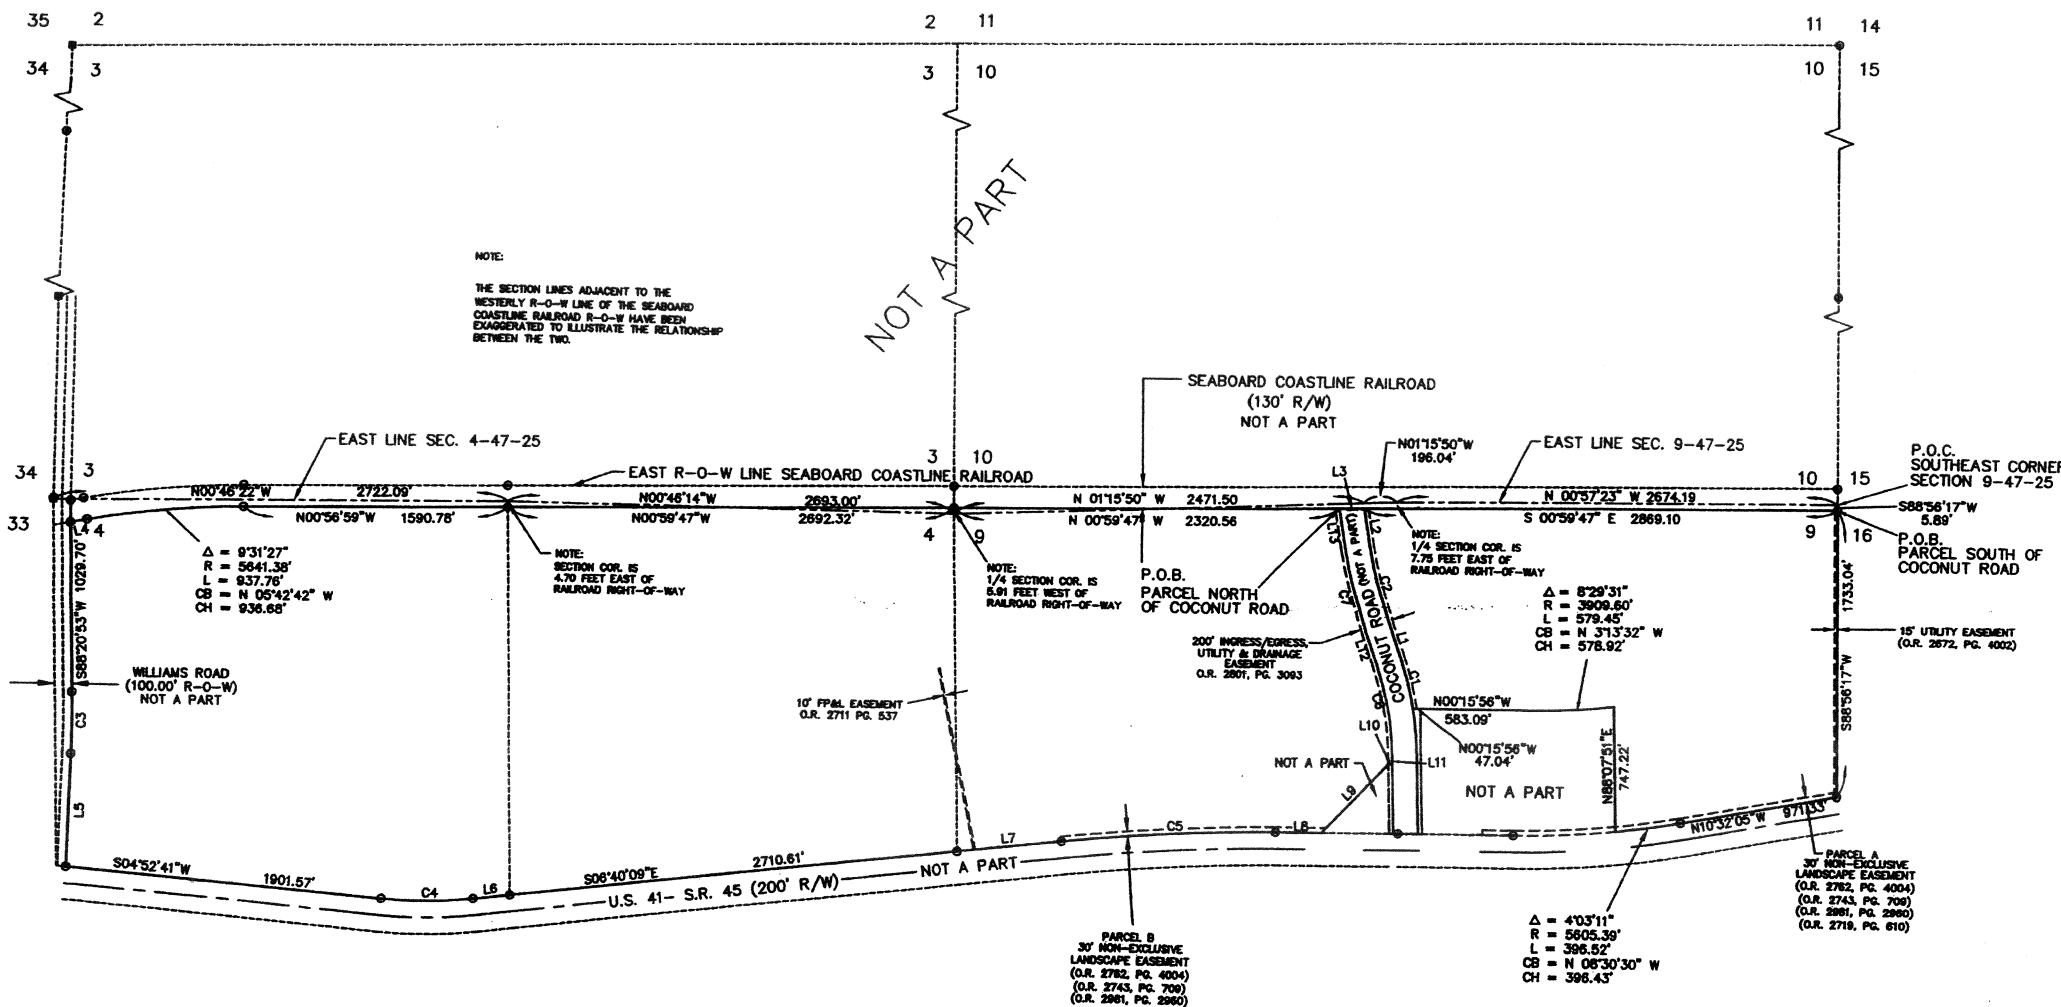 35 2
2 11
11 14
34 3
3 10
10 15
NOT A PART
NOTE:
THE SECTION LINES ADJACENT TO THE
WESTERLY R-O-W LINE OF THE SEABOARD
COASTLINE RAILROAD R-O-W HAVE BEEN
EXAGGERATED TO ILLUSTRATE THE RELATIONSHIP
BETWEEN THE TWO.
SEABOARD COASTLINE RAILROAD
(130' R/W)
NOT A PART
EAST LINE SEC. 4-47-25
EAST R-O-W LINE SEABOARD COASTLINE RAILROAD
N01°15'50"W
196.04'
EAST LINE SEC. 9-47-25
P.O.C.
SOUTHEAST CORNER
SECTION 9-47-25
34 3
3 10
10 15
L3
N00°46'22"W 2722.09'
N00°46'14"W 2693.00'
N 01°15'50" W 2471.50
N 00°57'23" W 2674.19
N00°56'59"W 1590.78'
N00°59'47"W 2692.32'
N 00°59'47" W 2320.56
S 00°59'47" E 2869.10
S88°56'17"W
5.89'
33 4
4
4 9
9 16
P.O.B.
PARCEL SOUTH OF
COCONUT ROAD
Δ = 9°31'27"
R = 5641.38'
L = 937.76'
CB = N 05°42'42" W
CH = 936.68'
NOTE:
SECTION COR. IS
4.70 FEET EAST OF
RAILROAD RIGHT-OF-WAY
NOTE:
1/4 SECTION COR. IS
5.91 FEET WEST OF
RAILROAD RIGHT-OF-WAY
P.O.B.
PARCEL NORTH
OF COCONUT ROAD
NOTE:
1/4 SECTION COR. IS
7.75 FEET EAST OF
RAILROAD RIGHT-OF-WAY
L13
L2
C2
C7
L1
L12
C1
C8
COCONUT ROAD (NOT A PART)
200' INGRESS/EGRESS,
UTILITY & DRAINAGE
EASEMENT
O.R. 2801, PG. 3093
Δ = 8°29'31"
R = 3909.60'
L = 579.45'
CB = N 3°13'32" W
CH = 578.92'
S88°20'53"W 1029.70'
WILLIAMS ROAD
(100.00' R-O-W)
NOT A PART
C3
L5
S88°56'17"W 1733.04'
15' UTILITY EASEMENT
(O.R. 2672, PG. 4002)
10' FP&L EASEMENT
O.R. 2711 PG. 537
N00°15'56"W
583.09'
N00°15'56"W
47.04'
L10
L11
L9
NOT A PART
NOT A PART
N88°07'51"E
747.22'
S04°52'41"W 1901.57'
C4
L6
S06°40'09"E 2710.61'
L7
C5
L8
N10°32'05"W 971.33'
U.S. 41- S.R. 45 (200' R/W)
NOT A PART
PARCEL A
30' NON-EXCLUSIVE
LANDSCAPE EASEMENT
(O.R. 2762, PG. 4004)
(O.R. 2743, PG. 709)
(O.R. 2981, PG. 2960)
(O.R. 2719, PG. 610)
PARCEL B
30' NON-EXCLUSIVE
LANDSCAPE EASEMENT
(O.R. 2762, PG. 4004)
(O.R. 2743, PG. 709)
(O.R. 2981, PG. 2960)
Δ = 4°03'11"
R = 5605.39'
L = 396.52'
CB = N 08°30'30" W
CH = 396.43'